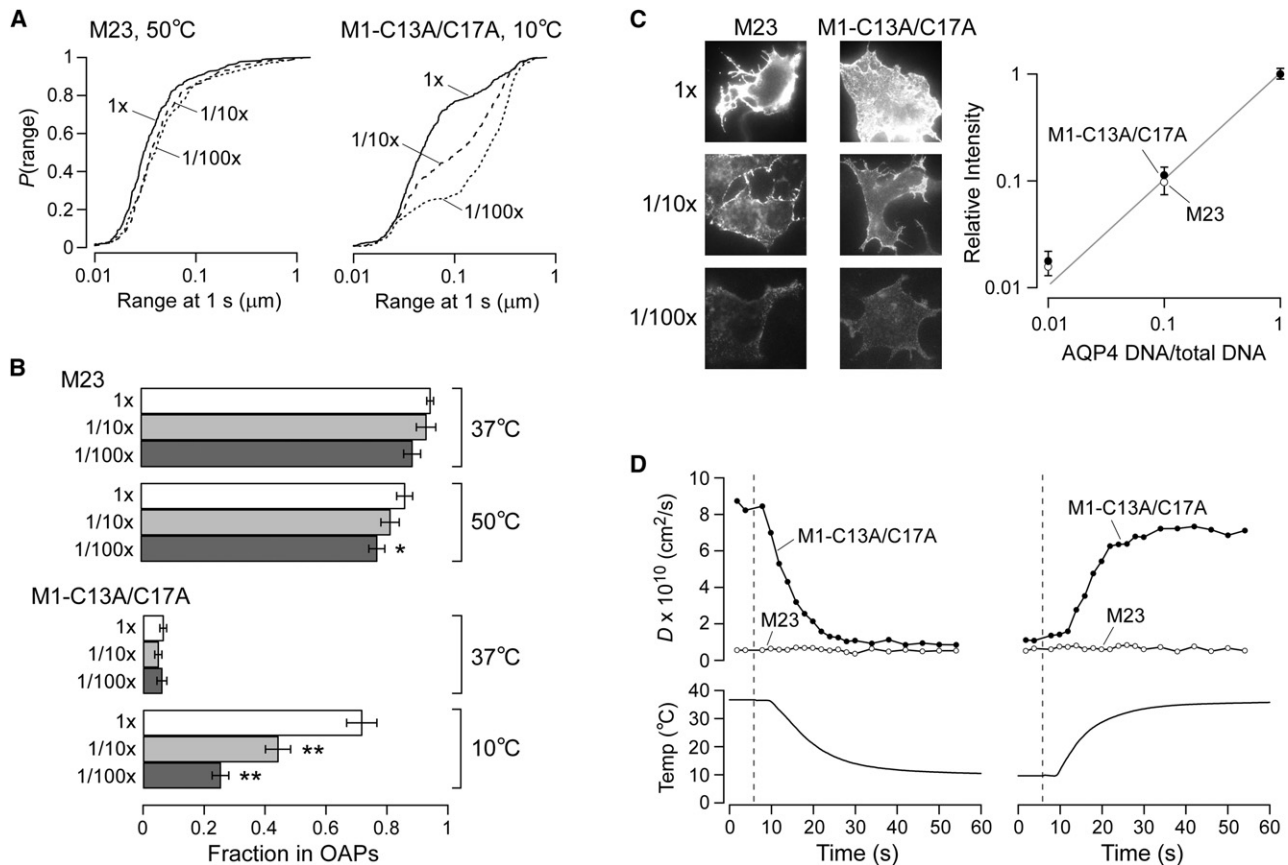 A
M23, 50°C
M1-C13A/C17A, 10°C
P(range)
1
0.8
0.6
0.4
0.2
0
1x
1/10x
1/100x
1x
1/10x
1/100x
0.01
0.1
1
0.01
0.1
1
Range at 1 s (μm)
Range at 1 s (μm)
B
M23
1x
1/10x
1/100x
37°C
1x
1/10x
1/100x
*
50°C
M1-C13A/C17A
1x
1/10x
1/100x
37°C
1x
1/10x
**
1/100x
**
10°C
0
0.2
0.4
0.6
0.8
1
Fraction in OAPs
C
M23
M1-C13A/C17A
1x
1/10x
1/100x
Relative Intensity
1
0.1
0.01
M1-C13A/C17A
M23
0.01
0.1
1
AQP4 DNA/total DNA
D
D x 10¹⁰ (cm²/s)
10
8
6
4
2
0
M1-C13A/C17A
M23
M1-C13A/C17A
M23
Temp (°C)
40
30
20
10
0
0 10 20 30 40 50 60
0 10 20 30 40 50 60
Time (s)
Time (s)